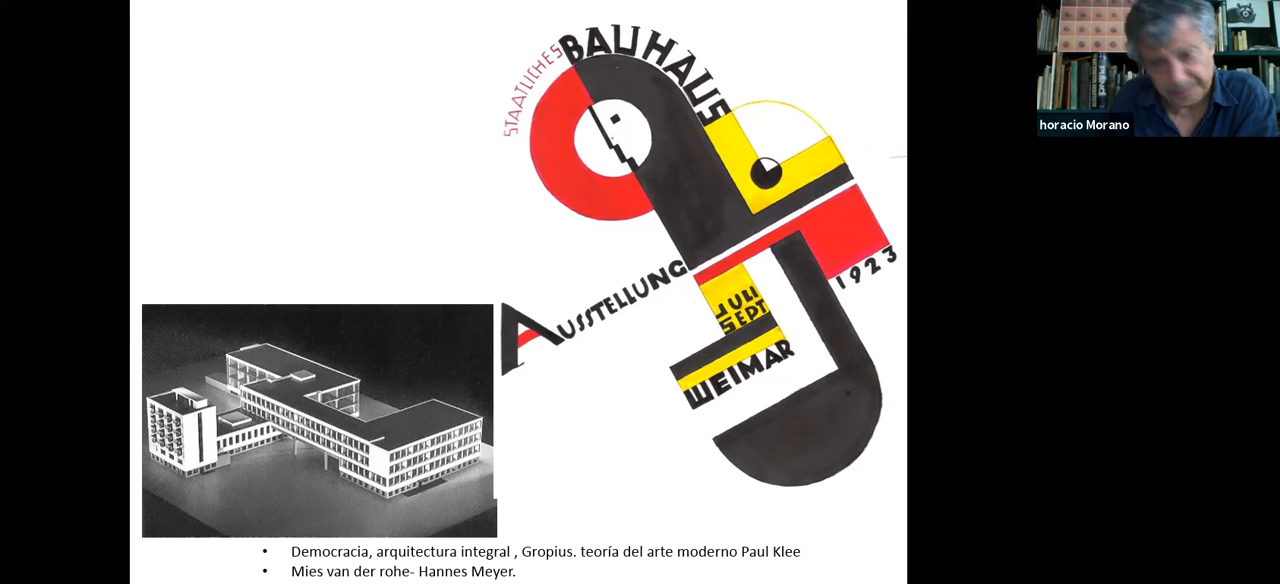 STAATLICHES
BAUHAUS
AUSSTELLUNG
1923
JULI
SEPT
WEIMAR
• Democracia, arquitectura integral , Gropius. teoría del arte moderno Paul Klee
• Mies van der rohe- Hannes Meyer.
horacio Morano